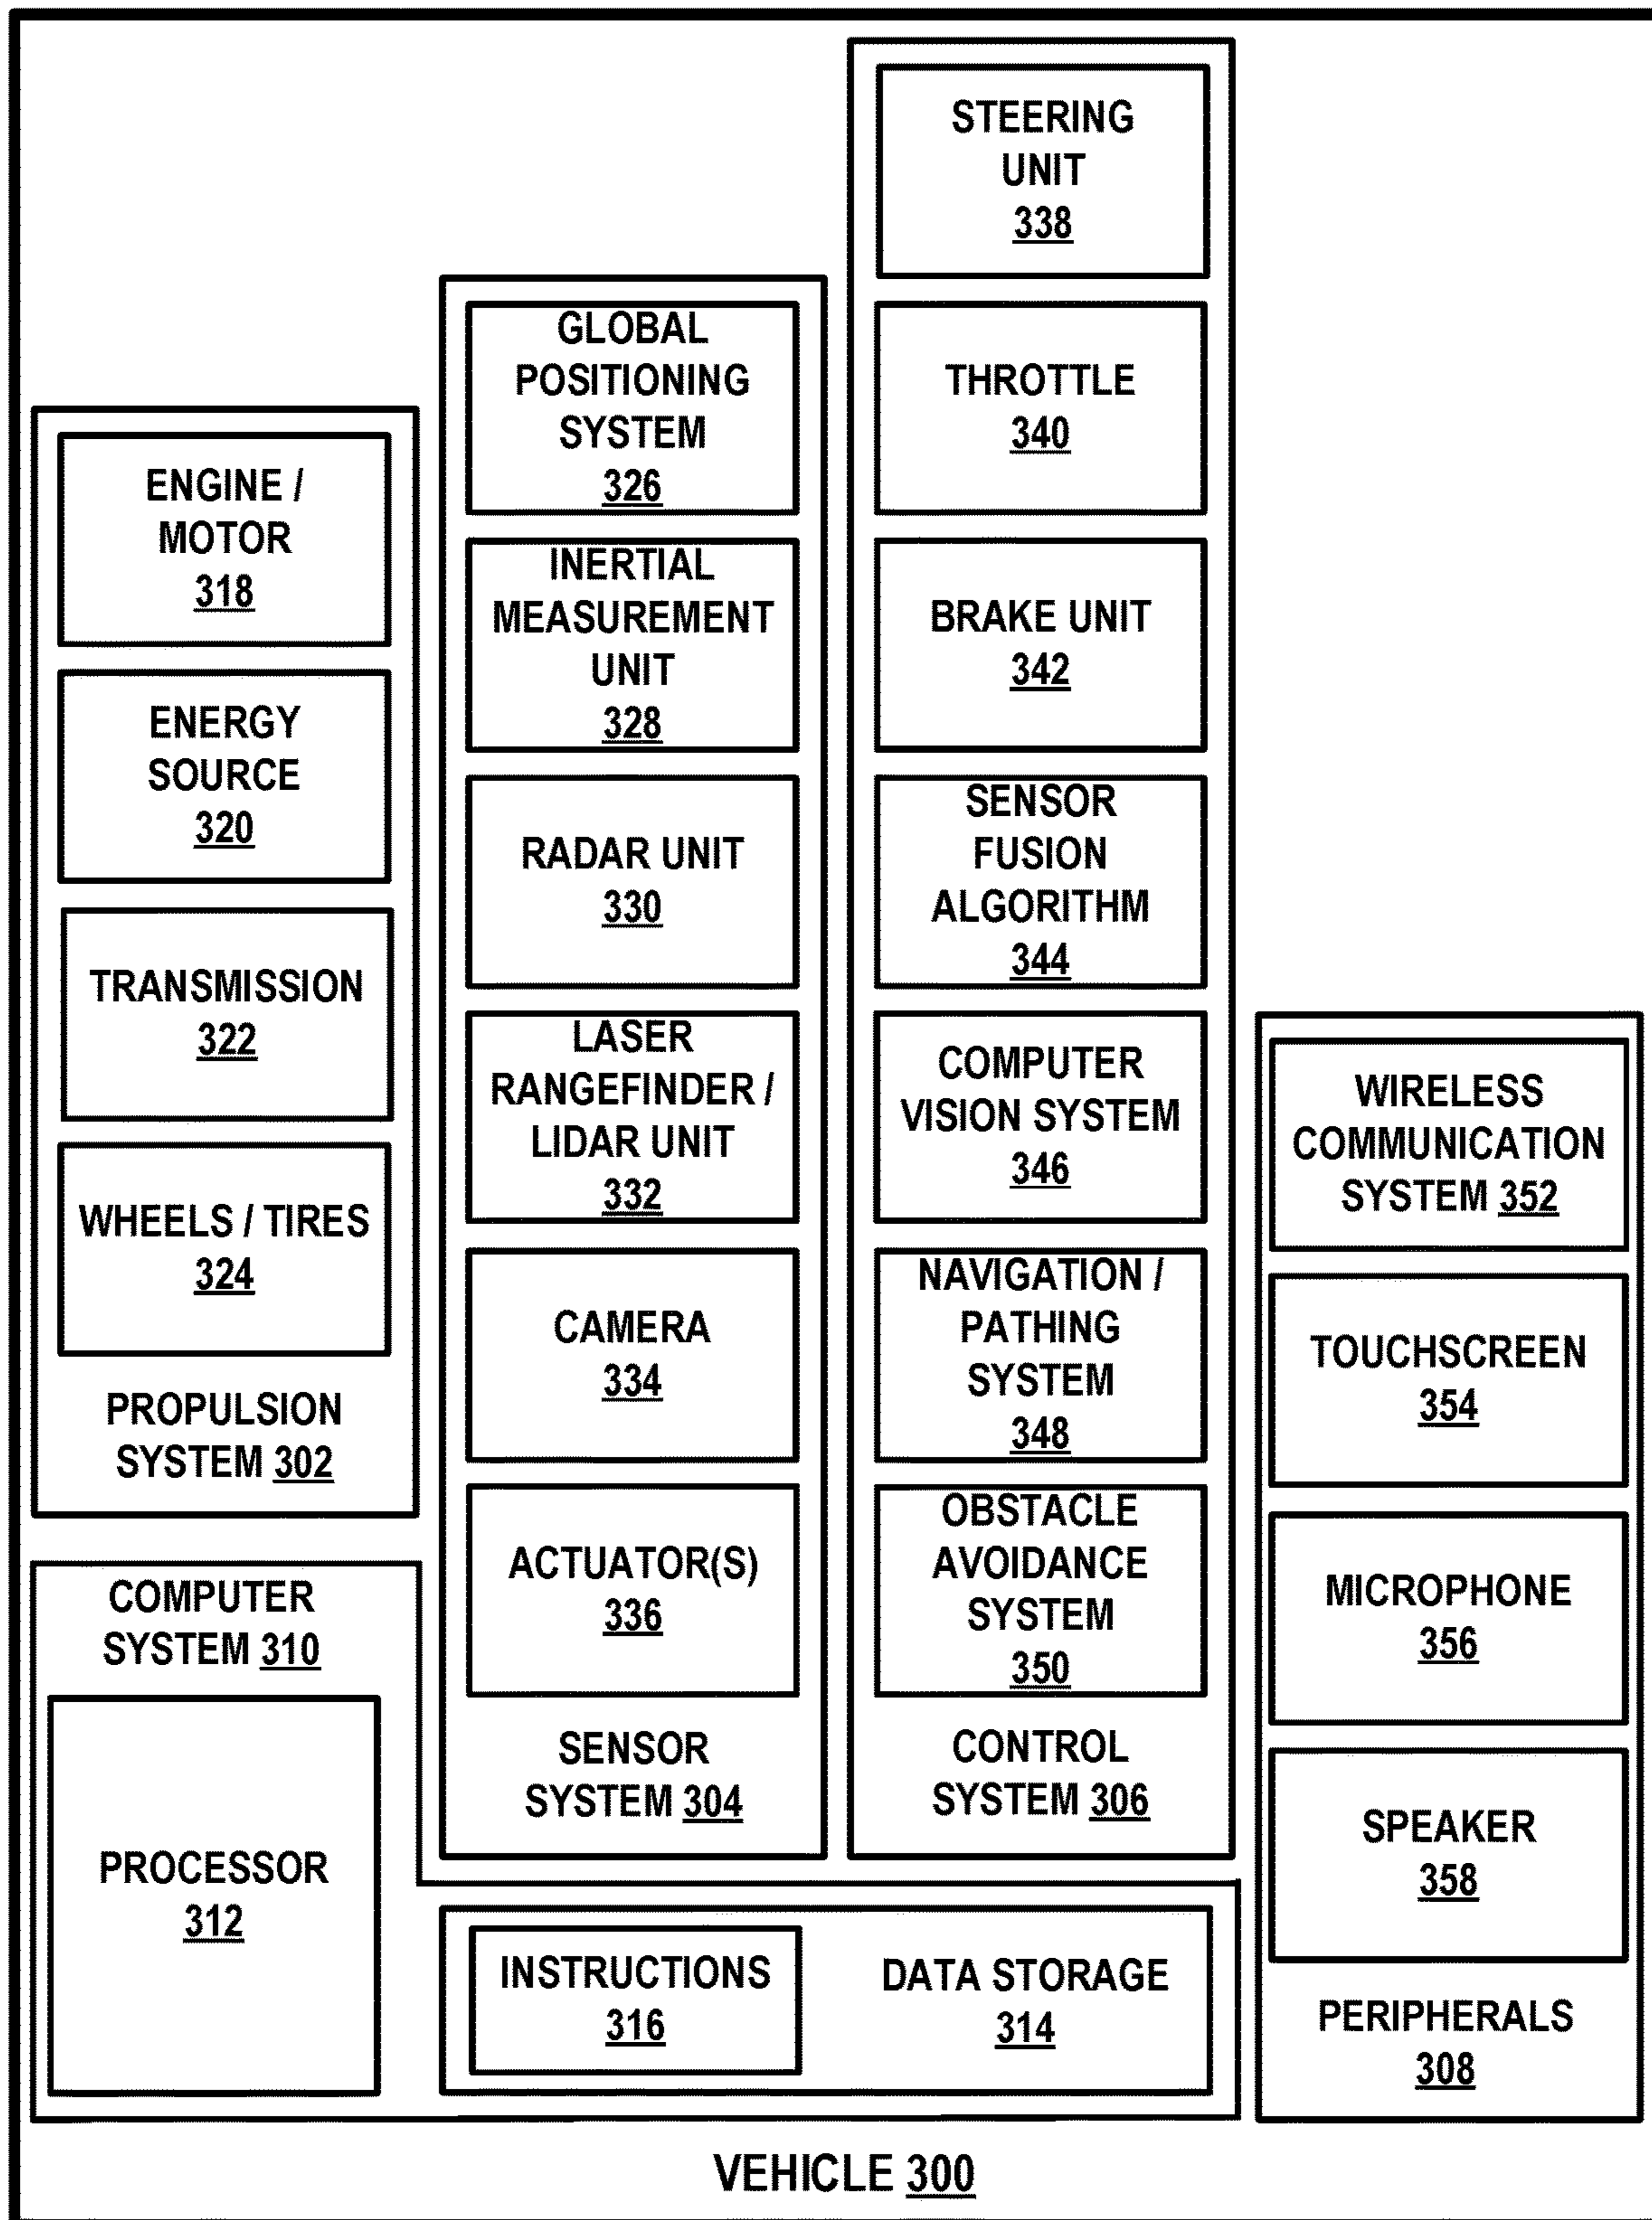 STEERING
UNIT
338
THROTTLE
340
BRAKE UNIT
342
SENSOR
FUSION
ALGORITHM
344
COMPUTER
VISION SYSTEM
346
NAVIGATION /
PATHING
SYSTEM
348
OBSTACLE
AVOIDANCE
SYSTEM
350
CONTROL
SYSTEM 306
GLOBAL
POSITIONING
SYSTEM
326
INERTIAL
MEASUREMENT
UNIT
328
RADAR UNIT
330
LASER
RANGEFINDER /
LIDAR UNIT
332
CAMERA
334
ACTUATOR(S)
336
SENSOR
SYSTEM 304
ENGINE /
MOTOR
318
ENERGY
SOURCE
320
TRANSMISSION
322
WHEELS / TIRES
324
PROPULSION
SYSTEM 302
COMPUTER
SYSTEM 310
PROCESSOR
312
INSTRUCTIONS
316
DATA STORAGE
314
WIRELESS
COMMUNICATION
SYSTEM 352
TOUCHSCREEN
354
MICROPHONE
356
SPEAKER
358
PERIPHERALS
308
VEHICLE 300